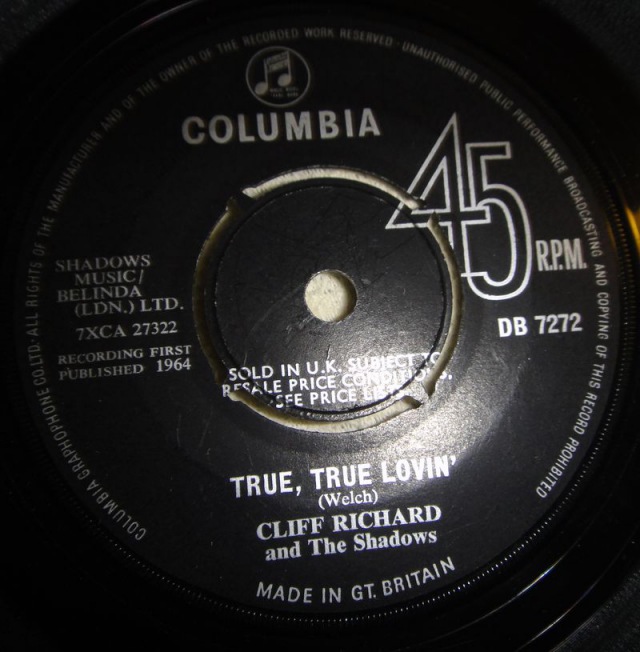 COLUMBIA GRAPHOPHONE CO. LTD. · ALL RIGHTS OF THE MANUFACTURER AND OF THE OWNER OF THE RECORDED WORK RESERVED · UNAUTHORISED PUBLIC PERFORMANCE BROADCASTING AND COPYING OF THIS RECORD PROHIBITED
COLUMBIA
45
R.P.M.
SHADOWS
MUSIC/
BELINDA
(LDN.) LTD.
7XCA 27322
RECORDING FIRST
PUBLISHED 1964
DB 7272
SOLD IN U.K. SUBJECT TO
RESALE PRICE CONDITIONS,
SEE PRICE
TRUE, TRUE LOVIN'
(Welch)
CLIFF RICHARD
and The Shadows
MADE IN GT. BRITAIN